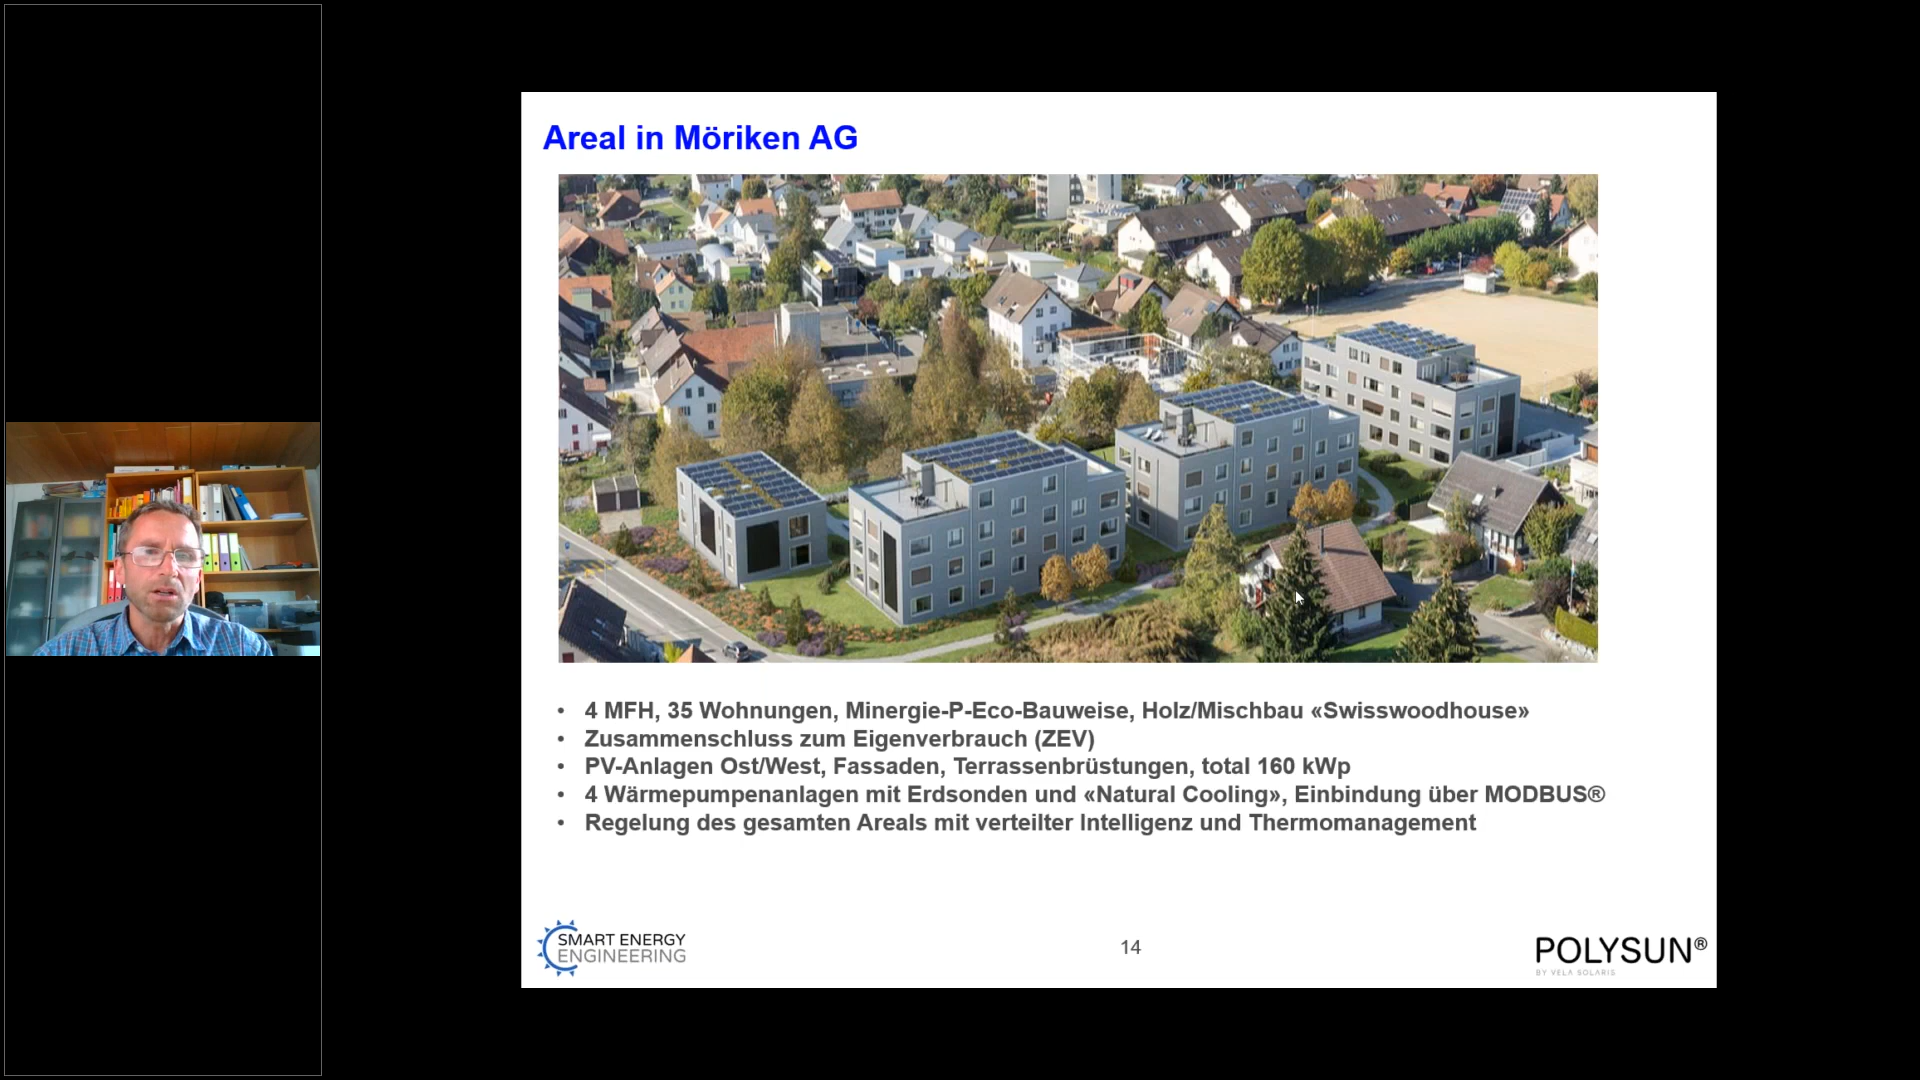 Areal in Möriken AG
• 4 MFH, 35 Wohnungen, Minergie-P-Eco-Bauweise, Holz/Mischbau «Swisswoodhouse»
• Zusammenschluss zum Eigenverbrauch (ZEV)
• PV-Anlagen Ost/West, Fassaden, Terrassenbrüstungen, total 160 kWp
• 4 Wärmepumpenanlagen mit Erdsonden und «Natural Cooling», Einbindung über MODBUS®
• Regelung des gesamten Areals mit verteilter Intelligenz und Thermomanagement
SMART ENERGY
ENGINEERING
14
POLYSUN®
BY VELA SOLARIS